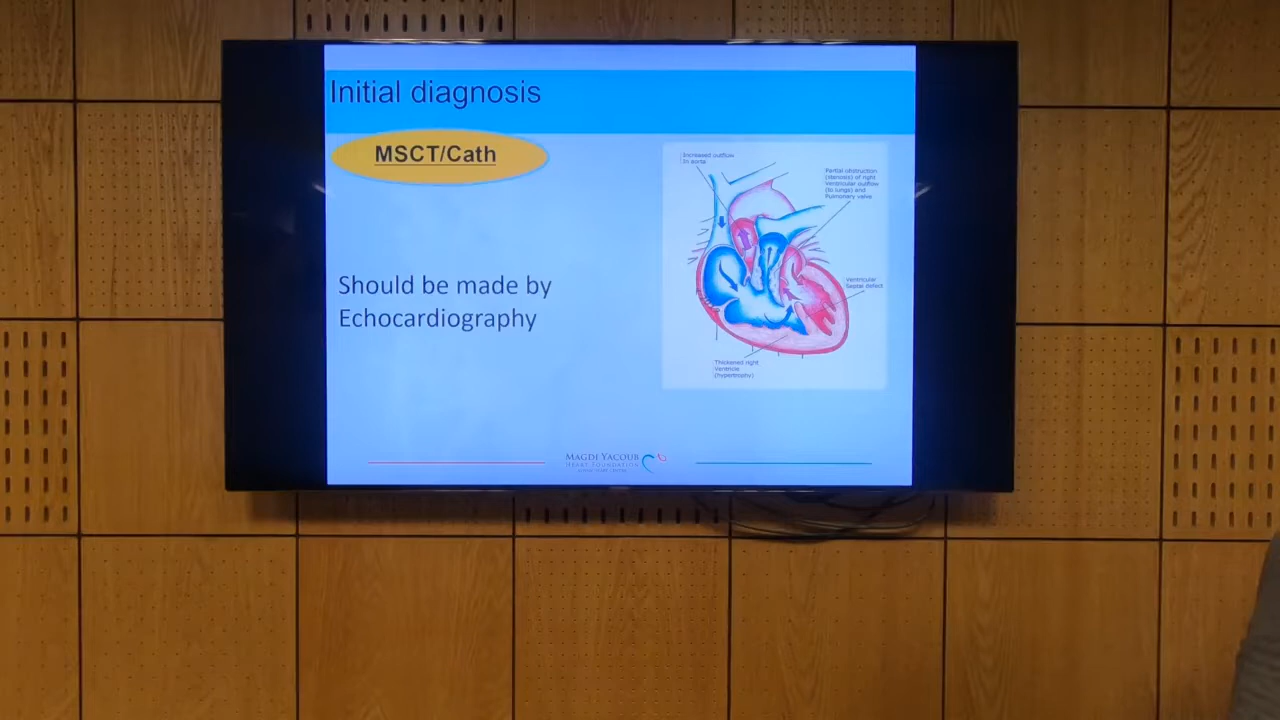 Initial diagnosis
MSCT/Cath
Should be made by
Echocardiography
Increased outflow
In aorta
Partial obstruction
(stenosis) of right
Ventricular outflow
(to lungs) and
Pulmonary valve
Ventricular
Septal defect
Thickened right
Ventricle
(hypertrophy)
MAGDI YACOUB
HEART FOUNDATION